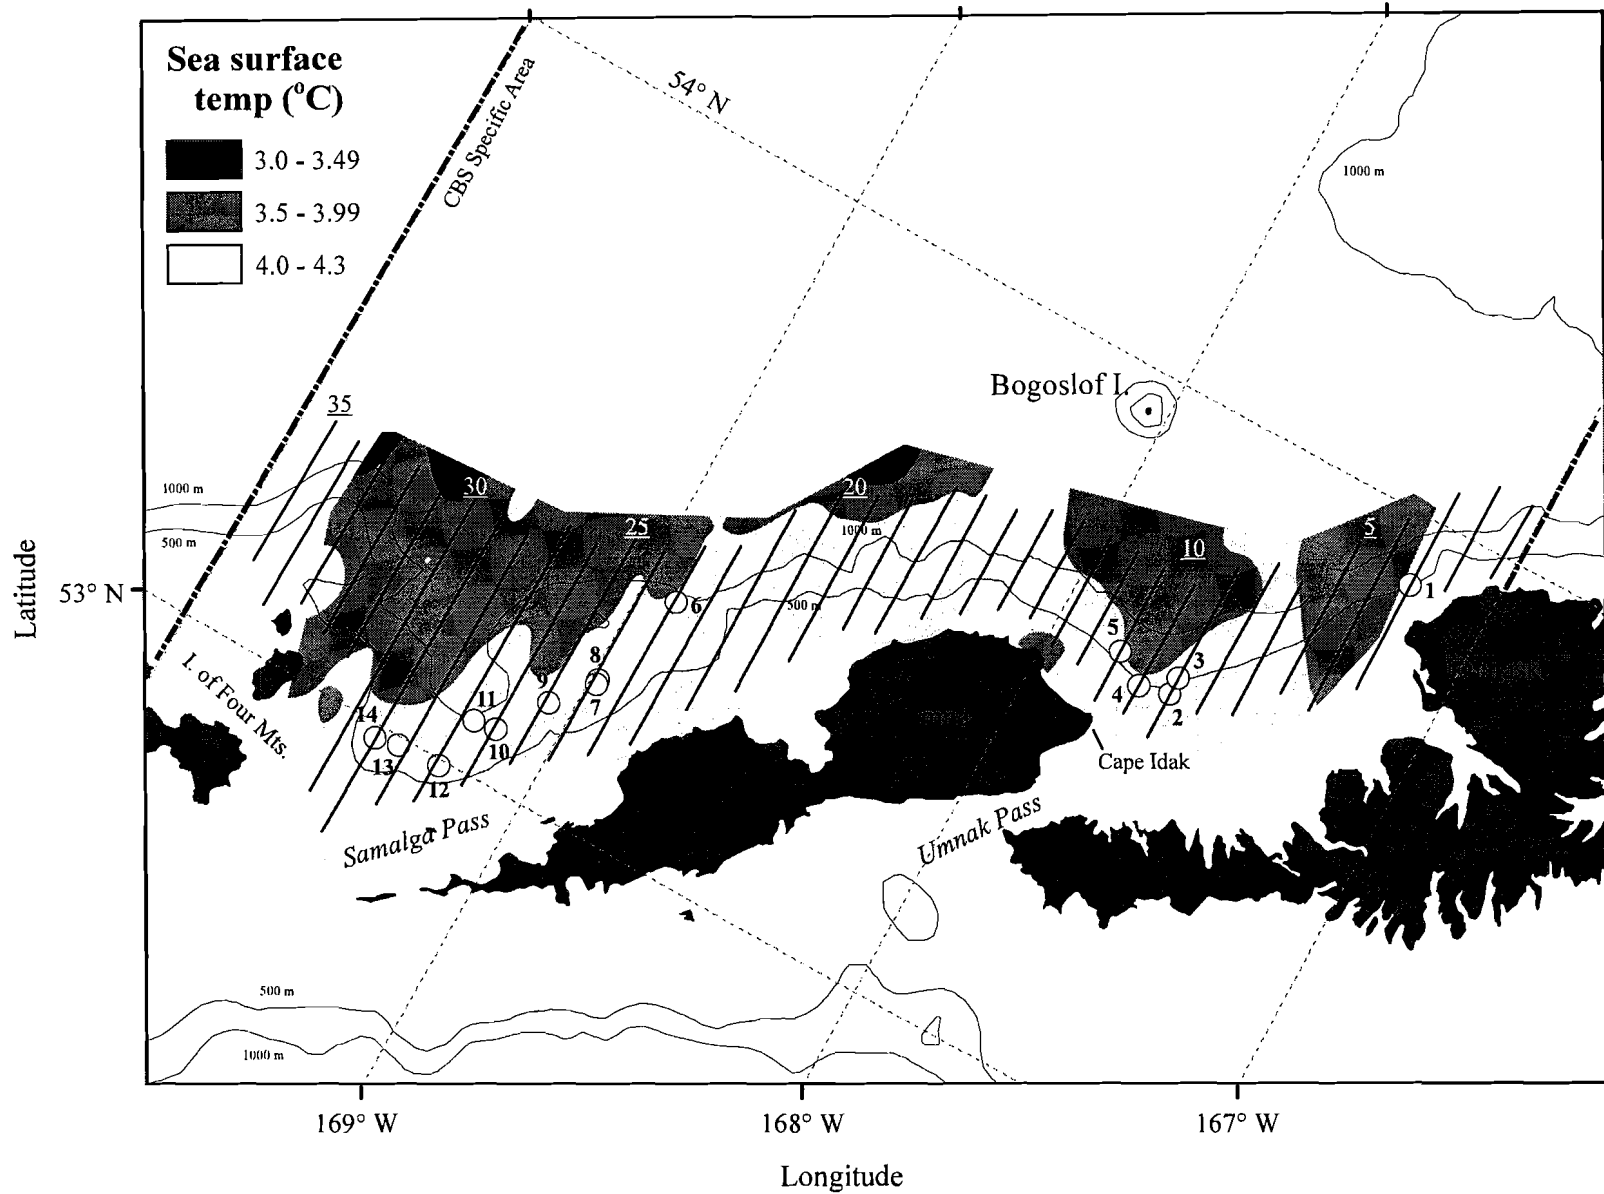 Sea surface
temp (°C)
3.0 - 3.49
3.5 - 3.99
4.0 - 4.3
CBS Specific Area
54° N
1000 m
Bogoslof I.
35
30
25
20
10
5
1000 m
500 m
1000 m
500 m
1
2
3
4
5
6
7
8
9
10
11
12
13
14
53° N
I. of Four Mts.
Cape Idak
Samalga Pass
Umnak Pass
500 m
1000 m
Latitude
169° W
168° W
167° W
Longitude